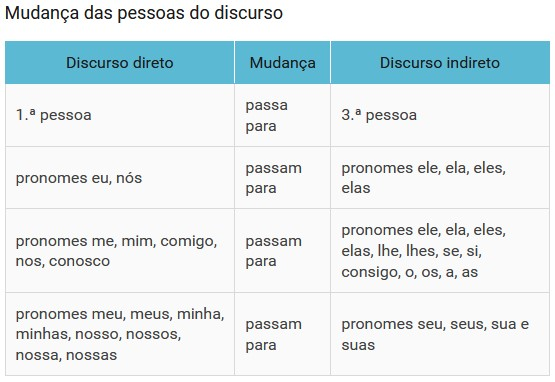 Mudança das pessoas do discurso
Discurso direto
Mudança
Discurso indireto
1.ª pessoa
passa
para
3.ª pessoa
pronomes eu, nós
passam
para
pronomes ele, ela, eles,
elas
pronomes me, mim, comigo,
nos, conosco
passam
para
pronomes ele, ela, eles,
elas, lhe, lhes, se, si,
consigo, o, os, a, as
pronomes meu, meus, minha,
minhas, nosso, nossos,
nossa, nossas
passam
para
pronomes seu, seus, sua e
suas